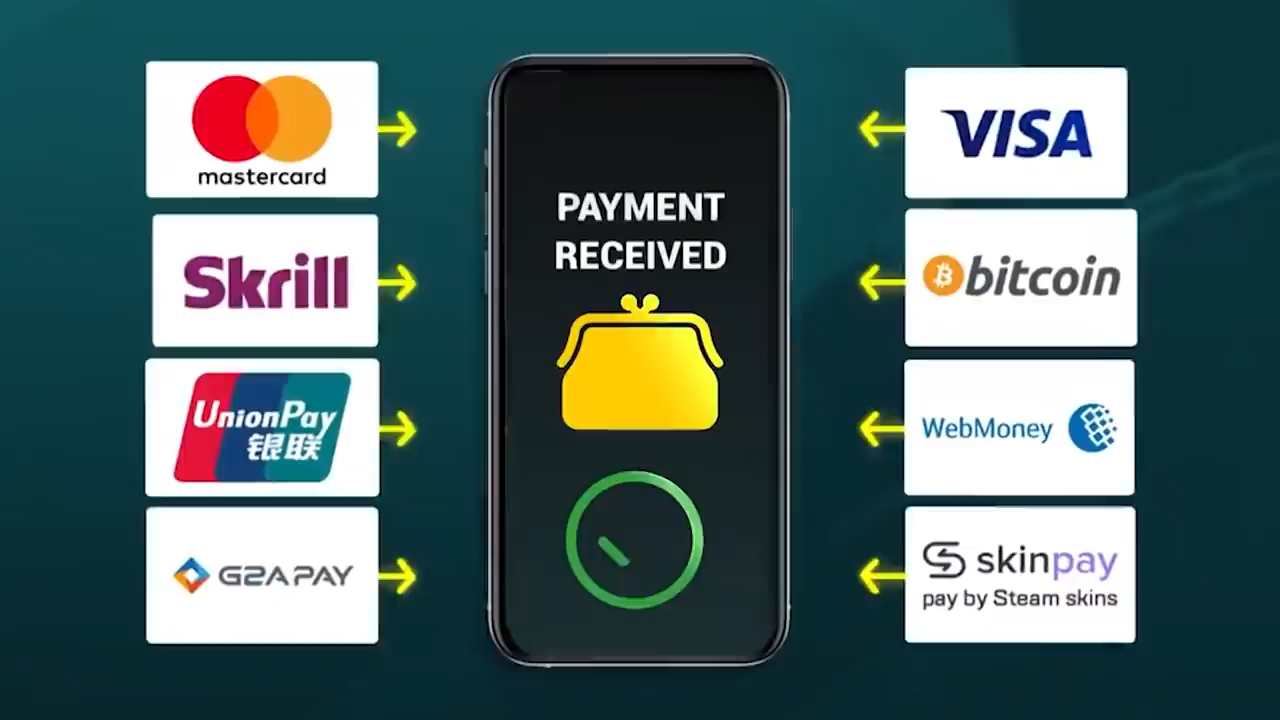 mastercard
Skrill
UnionPay
银联
G2A PAY
PAYMENT
RECEIVED
VISA
bitcoin
WebMoney
skinpay
pay by Steam skins